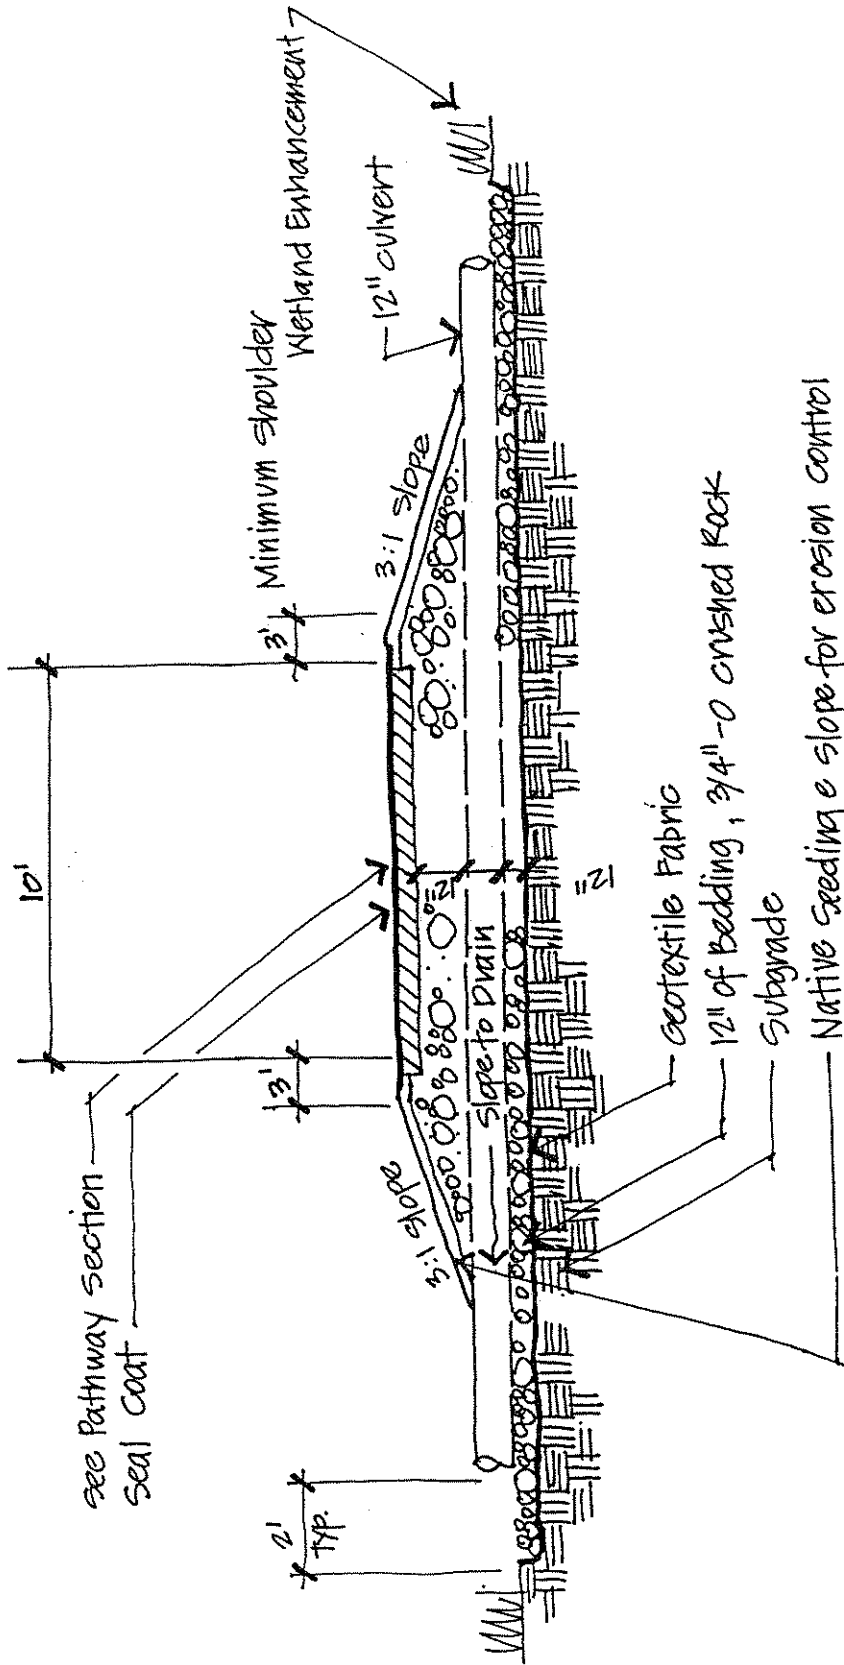 See Pathway Section
Seal Coat
10'
3'
3'
Minimum Shoulder
Wetland Enhancement
2'
TYP.
3:1 Slope
3:1 Slope
12" culvert
12"
Slope to Drain
12"
Geotextile Fabric
12" of Bedding, 3/4"-0 Crushed Rock
Subgrade
Native Seeding e slope for erosion control